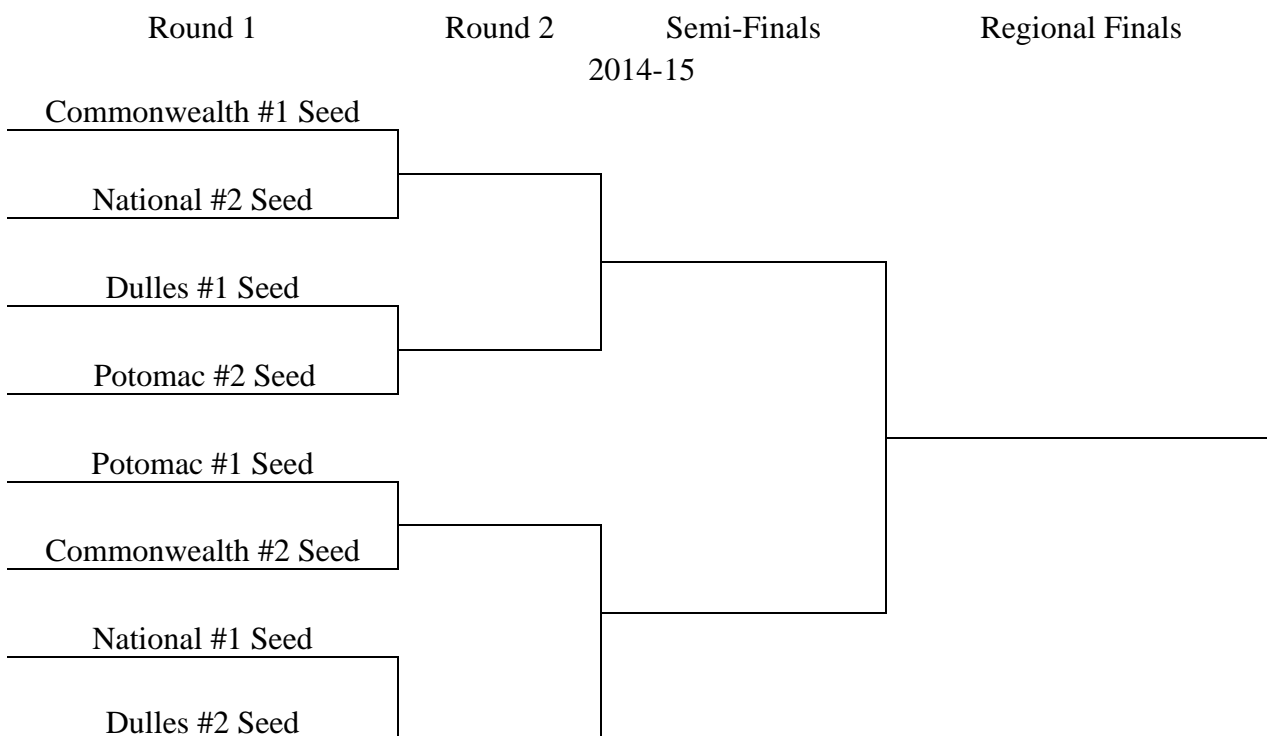 Round 1 Round 2 Semi-Finals Regional Finals
2014-15
Commonwealth #1 Seed
National #2 Seed
Dulles #1 Seed
Potomac #2 Seed
Potomac #1 Seed
Commonwealth #2 Seed
National #1 Seed
Dulles #2 Seed